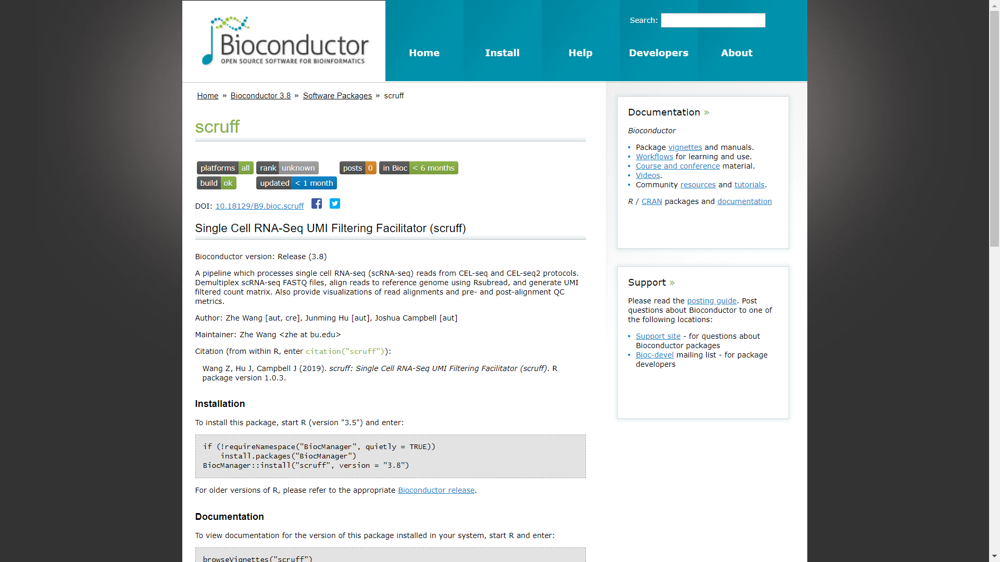 Bioconductor
OPEN SOURCE SOFTWARE FOR BIOINFORMATICS
Search:
Home
Install
Help
Developers
About
Home » Bioconductor 3.8 » Software Packages » scruff
scruff
platforms all rank unknown posts 0 in Bioc < 6 months
build ok updated < 1 month
DOI: 10.18129/B9.bioc.scruff
Single Cell RNA-Seq UMI Filtering Facilitator (scruff)
Bioconductor version: Release (3.8)
A pipeline which processes single cell RNA-seq (scRNA-seq) reads from CEL-seq and CEL-seq2 protocols.
Demultiplex scRNA-seq FASTQ files, align reads to reference genome using Rsubread, and generate UMI
filtered count matrix. Also provide visualizations of read alignments and pre- and post-alignment QC
metrics.
Author: Zhe Wang [aut, cre], Junming Hu [aut], Joshua Campbell [aut]
Maintainer: Zhe Wang <zhe at bu.edu>
Citation (from within R, enter citation("scruff")):
Wang Z, Hu J, Campbell J (2019). scruff: Single Cell RNA-Seq UMI Filtering Facilitator (scruff). R
package version 1.0.3.
Installation
To install this package, start R (version "3.5") and enter:
if (!requireNamespace("BiocManager", quietly = TRUE))
    install.packages("BiocManager")
BiocManager::install("scruff", version = "3.8")
For older versions of R, please refer to the appropriate Bioconductor release.
Documentation
To view documentation for the version of this package installed in your system, start R and enter:
browseVignettes("scruff")
Documentation »
Bioconductor
Package vignettes and manuals.
Workflows for learning and use.
Course and conference material.
Videos.
Community resources and tutorials.
R / CRAN packages and documentation
Support »
Please read the posting guide. Post
questions about Bioconductor to one of
the following locations:
Support site - for questions about
Bioconductor packages
Bioc-devel mailing list - for package
developers